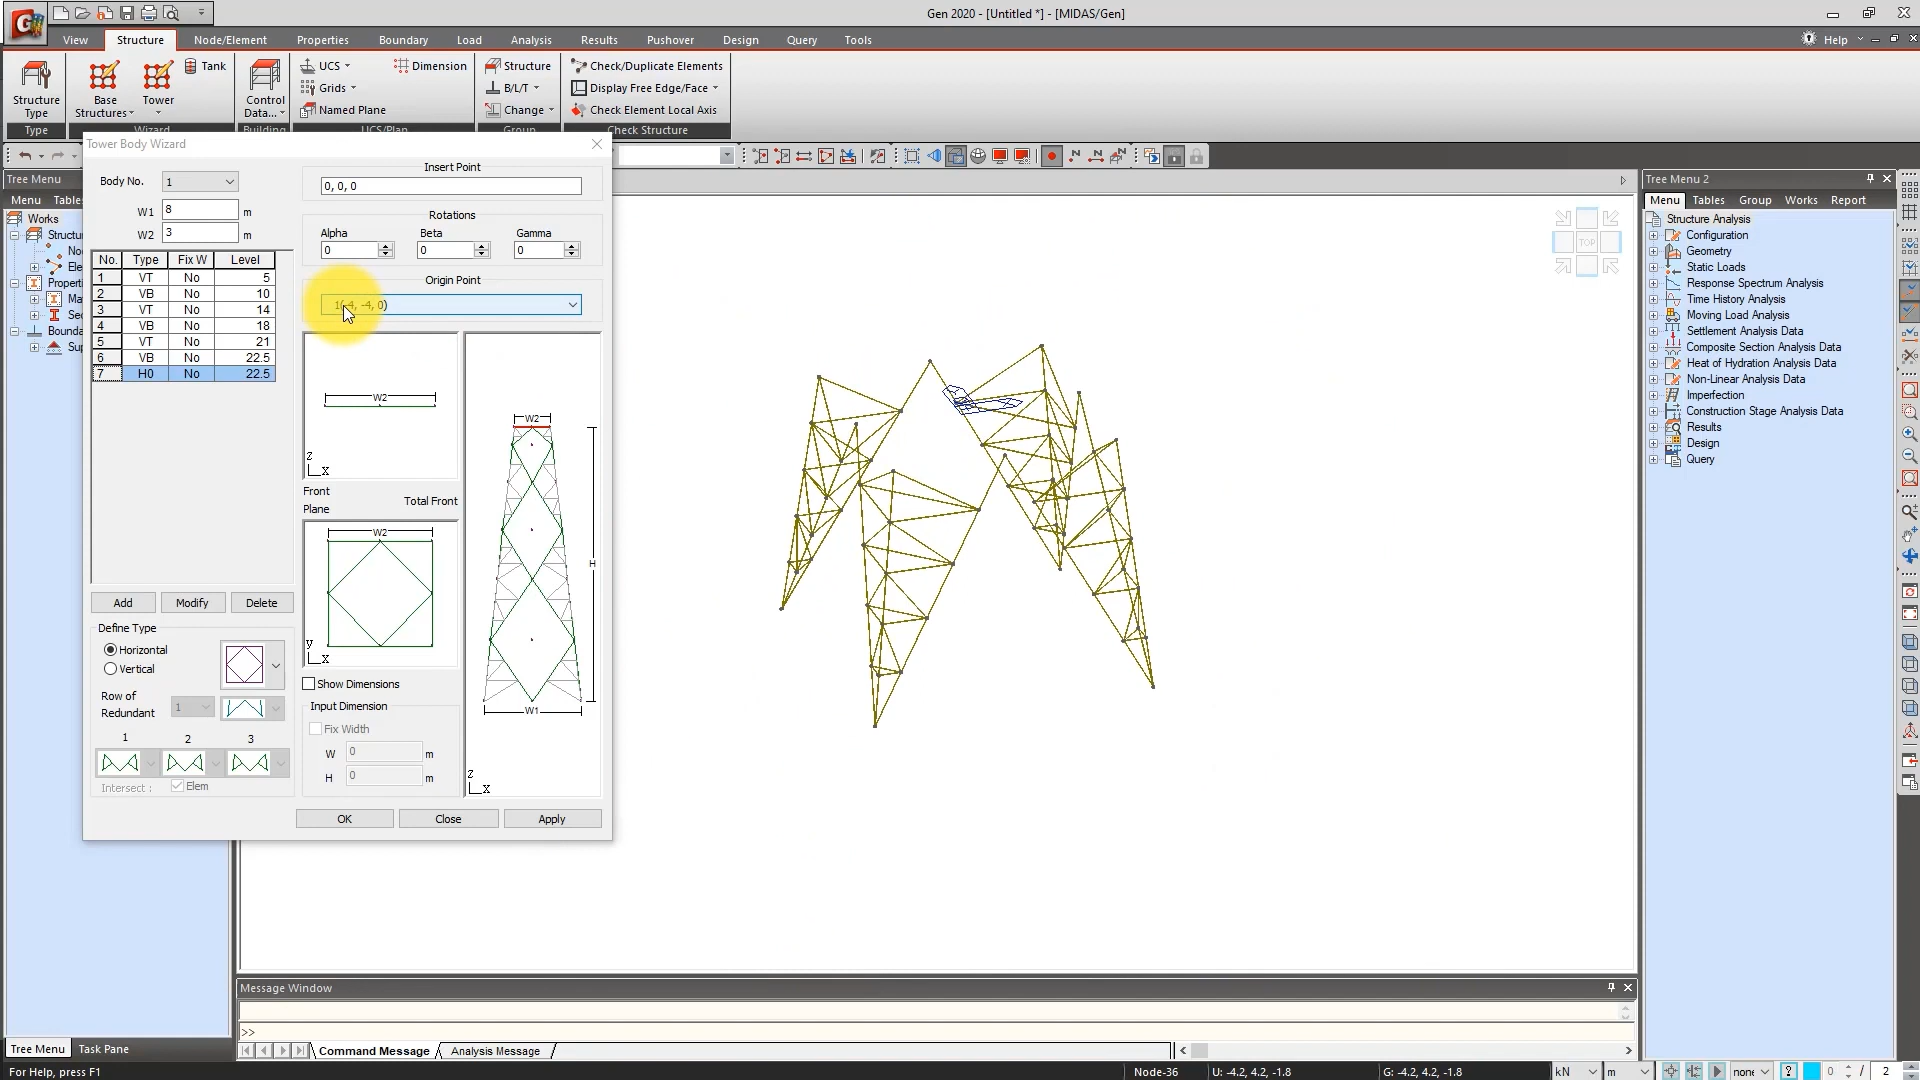 Gen 2020 - [Untitled *] - [MIDAS/Gen]
View Structure Node/Element Properties Boundary Load Analysis Results Pushover Design Query Tools
Help
Structure Type
Base Structures
Tower
Tank
Control Data...
UCS
Grids
Named Plane
Dimension
Structure
B/L/T
Change
Check/Duplicate Elements
Display Free Edge/Face
Check Element Local Axis
Type Wizard Building UCS/Plan Group Check Structure
Tower Body Wizard
Body No. 1
W1 8 m
W2 3 m
No. Type Fix W Level
1 VT No 5
2 VB No 10
3 VT No 14
4 VB No 18
5 VT No 21
6 VB No 22.5
7 H0 No 22.5
Add Modify Delete
Define Type
Horizontal
Vertical
Row of Redundant 1
1 2 3
Intersect : Elem
Insert Point
0, 0, 0
Rotations
Alpha Beta Gamma
0 0 0
Origin Point
-4, 0)
W2
z
x
Front
Plane
Total Front
W2
y
x
W2
H
W1
z
x
Show Dimensions
Input Dimension
Fix Width
W 0 m
H 0 m
OK Close Apply
Tree Menu
Menu
Works
Tree Menu Task Pane
TOP
Tree Menu 2
Menu Tables Group Works Report
Structure Analysis
Configuration
Geometry
Static Loads
Response Spectrum Analysis
Time History Analysis
Moving Load Analysis
Settlement Analysis Data
Composite Section Analysis Data
Heat of Hydration Analysis Data
Non-Linear Analysis Data
Imperfection
Construction Stage Analysis Data
Results
Design
Query
Message Window
>>
Command Message Analysis Message
For Help, press F1
Node-36
U: -4.2, 4.2, -1.8
G: -4.2, 4.2, -1.8
kN m none ? 0 / 2